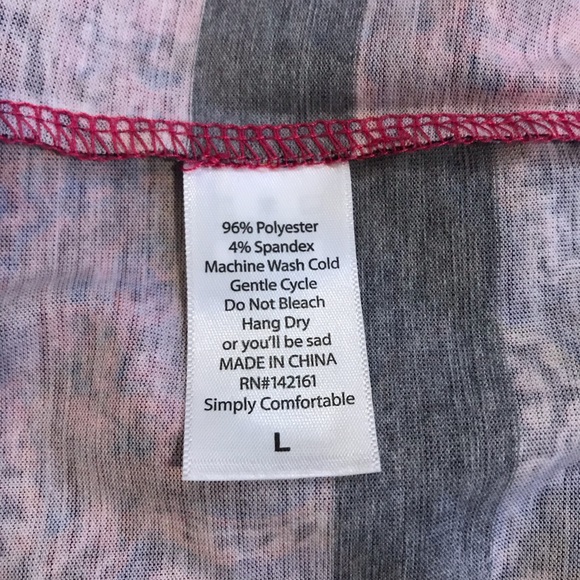 96% Polyester
4% Spandex
Machine Wash Cold
Gentle Cycle
Do Not Bleach
Hang Dry
or you'll be sad
MADE IN CHINA
RN#142161
Simply Comfortable
L